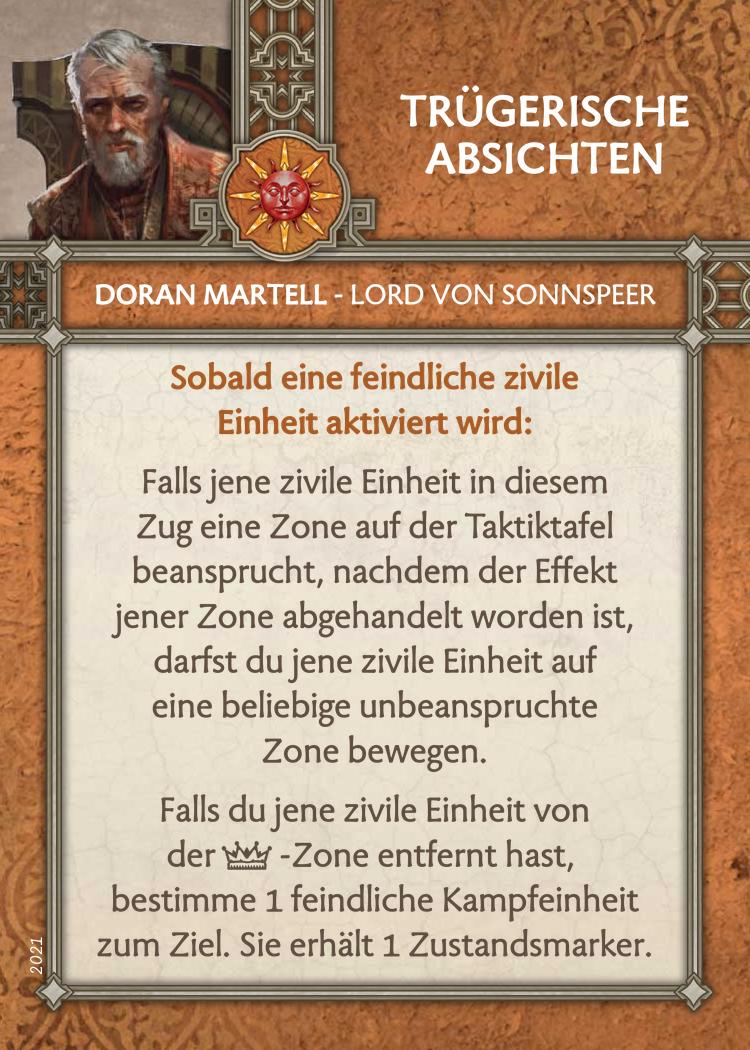 TRÜGERISCHE
ABSICHTEN
DORAN MARTELL - LORD VON SONNSPEER
Sobald eine feindliche zivile
Einheit aktiviert wird:
Falls jene zivile Einheit in diesem
Zug eine Zone auf der Taktiktafel
beansprucht, nachdem der Effekt
jener Zone abgehandelt worden ist,
darfst du jene zivile Einheit auf
eine beliebige unbeanspruchte
Zone bewegen.
Falls du jene zivile Einheit von
der -Zone entfernt hast,
bestimme 1 feindliche Kampfeinheit
zum Ziel. Sie erhält 1 Zustandsmarker.
2021